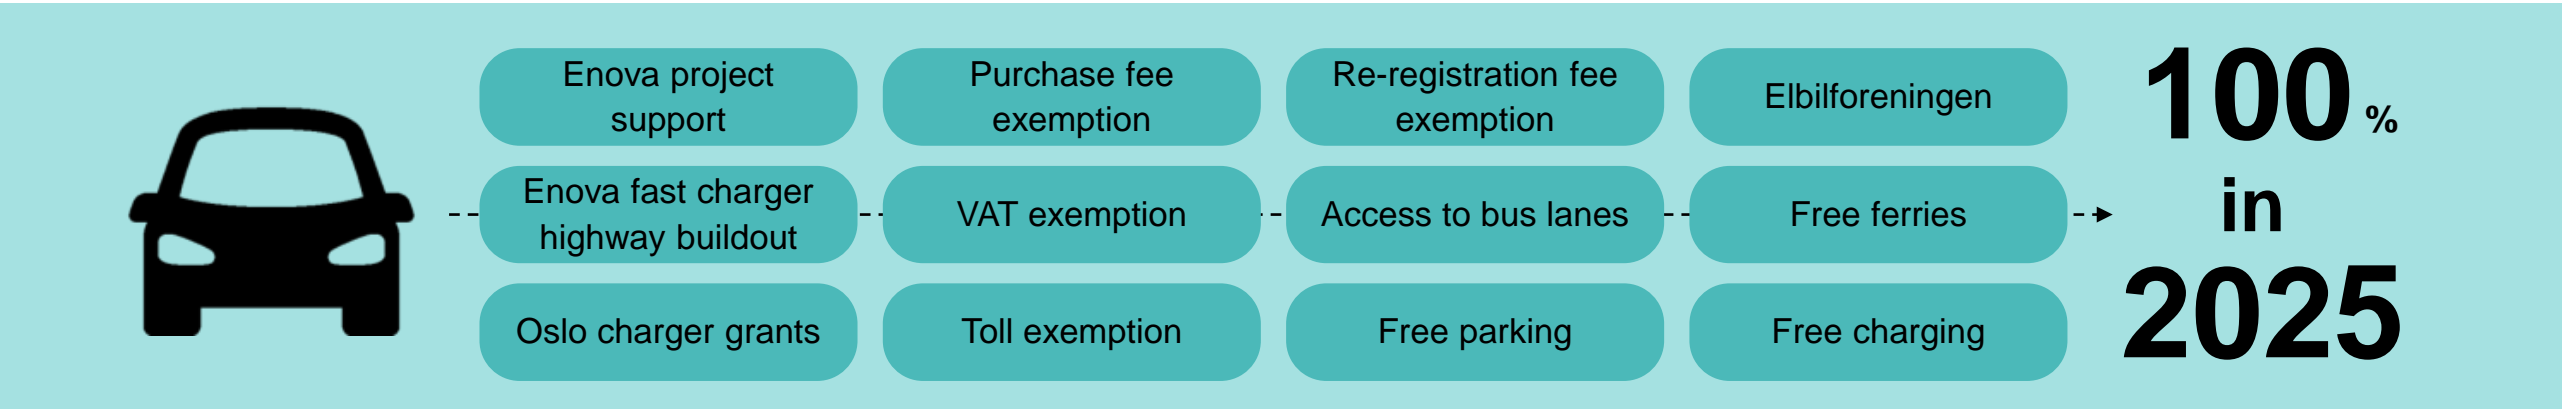 Enova project
support
Purchase fee
exemption
Re-registration fee
exemption
Elbilforeningen
Enova fast charger
highway buildout
VAT exemption
Access to bus lanes
Free ferries
Oslo charger grants
Toll exemption
Free parking
Free charging
100 %
in
2025